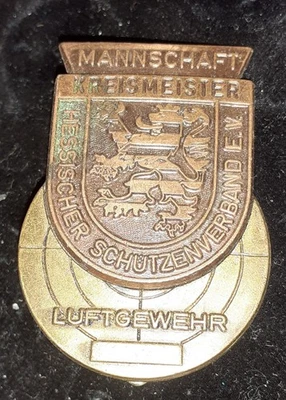 MANNSCHAFT
KREISMEISTER
HESSISCHER SCHÜTZENVERBAND E.V.
LUFTGEWEHR